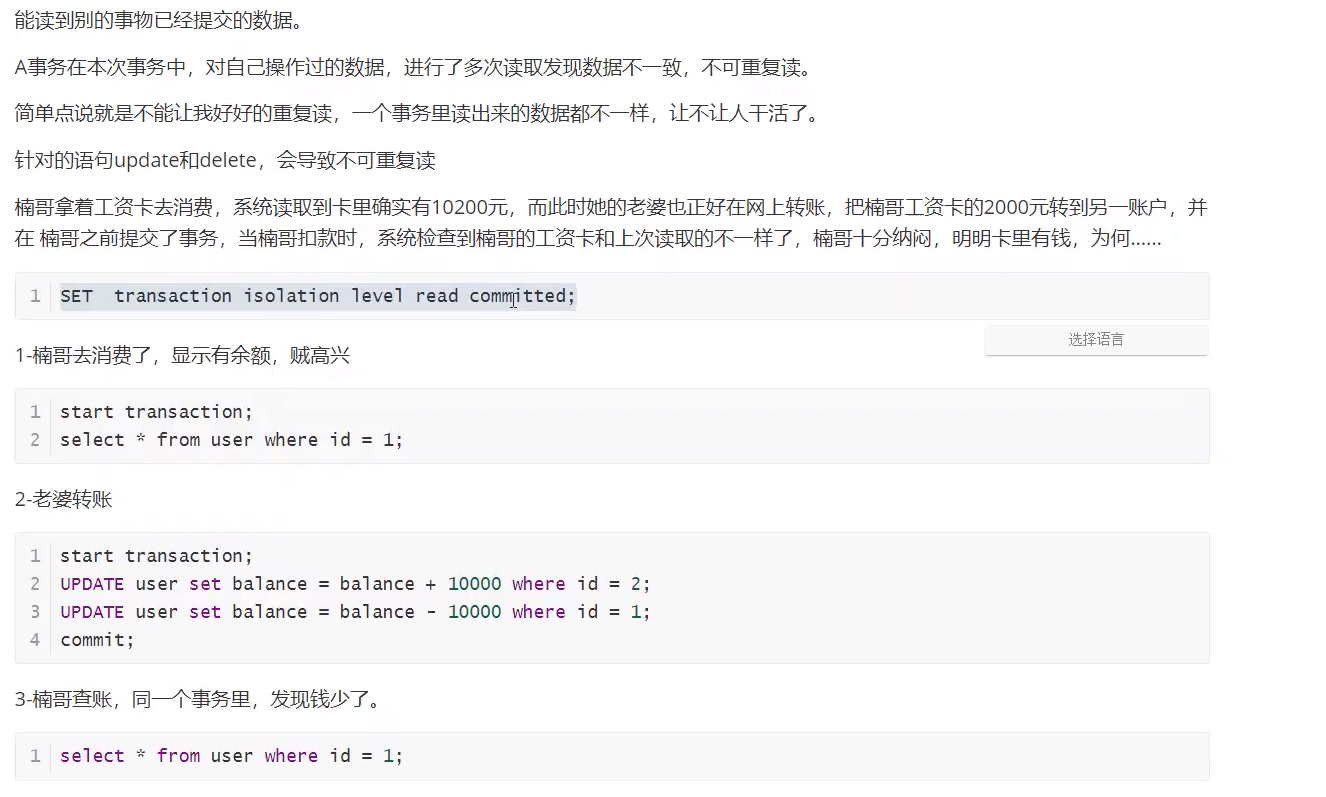 能读到别的事物已经提交的数据。
A事务在本次事务中，对自己操作过的数据，进行了多次读取发现数据不一致，不可重复读。
简单点说就是不能让我好好的重复读，一个事务里读出来的数据都不一样，让不让人干活了。
针对的语句update和delete，会导致不可重复读
楠哥拿着工资卡去消费，系统读取到卡里确实有10200元，而此时她的老婆也正好在网上转账，把楠哥工资卡的2000元转到另一账户，并
在 楠哥之前提交了事务，当楠哥扣款时，系统检查到楠哥的工资卡和上次读取的不一样了，楠哥十分纳闷，明明卡里有钱，为何......
1 SET  transaction isolation level read committed;
选择语言
1-楠哥去消费了，显示有余额，贼高兴
1 start transaction;
2 select * from user where id = 1;
2-老婆转账
1 start transaction;
2 UPDATE user set balance = balance + 10000 where id = 2;
3 UPDATE user set balance = balance - 10000 where id = 1;
4 commit;
3-楠哥查账，同一个事务里，发现钱少了。
1 select * from user where id = 1;